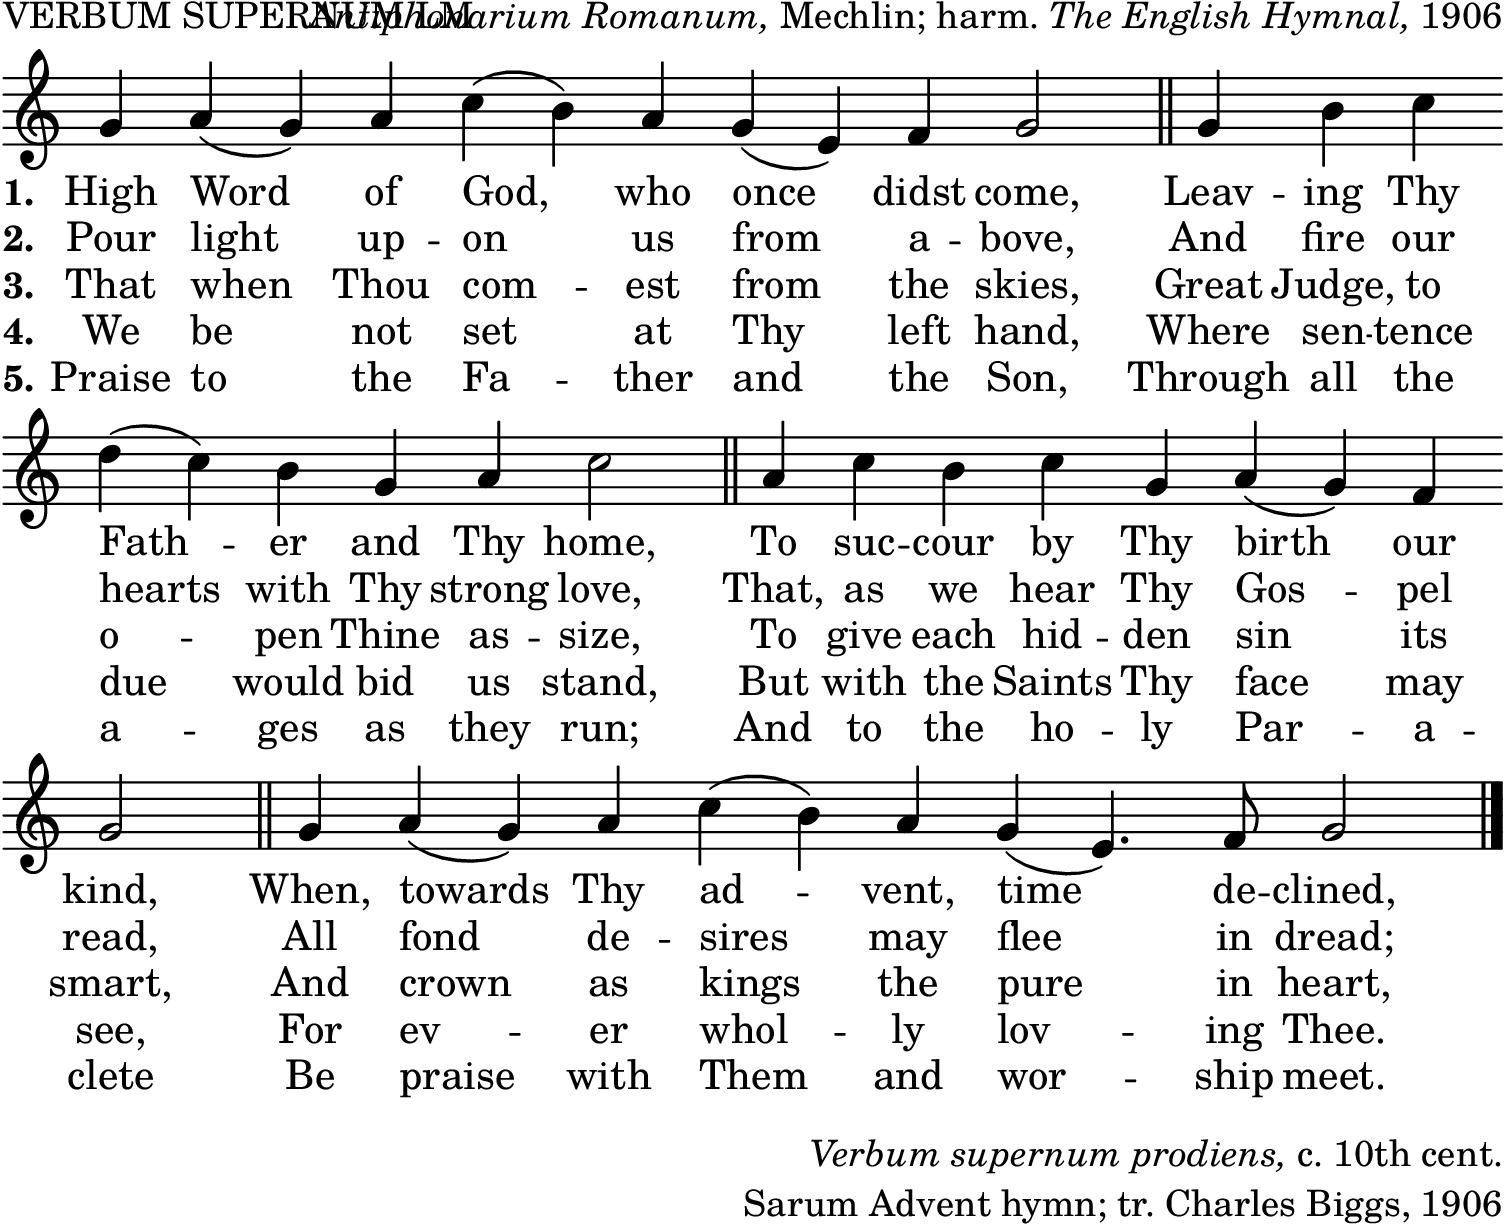 VERBUM SUPERNUM LM Antiphonarium Romanum, Mechlin; harm. The English Hymnal, 1906
1. High Word of God, who once didst come, Leav -- ing Thy
2. Pour light up -- on us from a -- bove, And fire our
3. That when Thou com -- est from the skies, Great Judge, to
4. We be not set at Thy left hand, Where sen -- tence
5. Praise to the Fa -- ther and the Son, Through all the
Fath -- er and Thy home, To suc -- cour by Thy birth our
hearts with Thy strong love, That, as we hear Thy Gos -- pel
o -- pen Thine as -- size, To give each hid -- den sin its
due would bid us stand, But with the Saints Thy face may
a -- ges as they run; And to the ho -- ly Par -- a --
kind, When, towards Thy ad -- vent, time de -- clined,
read, All fond de -- sires may flee in dread;
smart, And crown as kings the pure in heart,
see, For ev -- er whol -- ly lov -- ing Thee.
clete Be praise with Them and wor -- ship meet.
Verbum supernum prodiens, c. 10th cent.
Sarum Advent hymn; tr. Charles Biggs, 1906